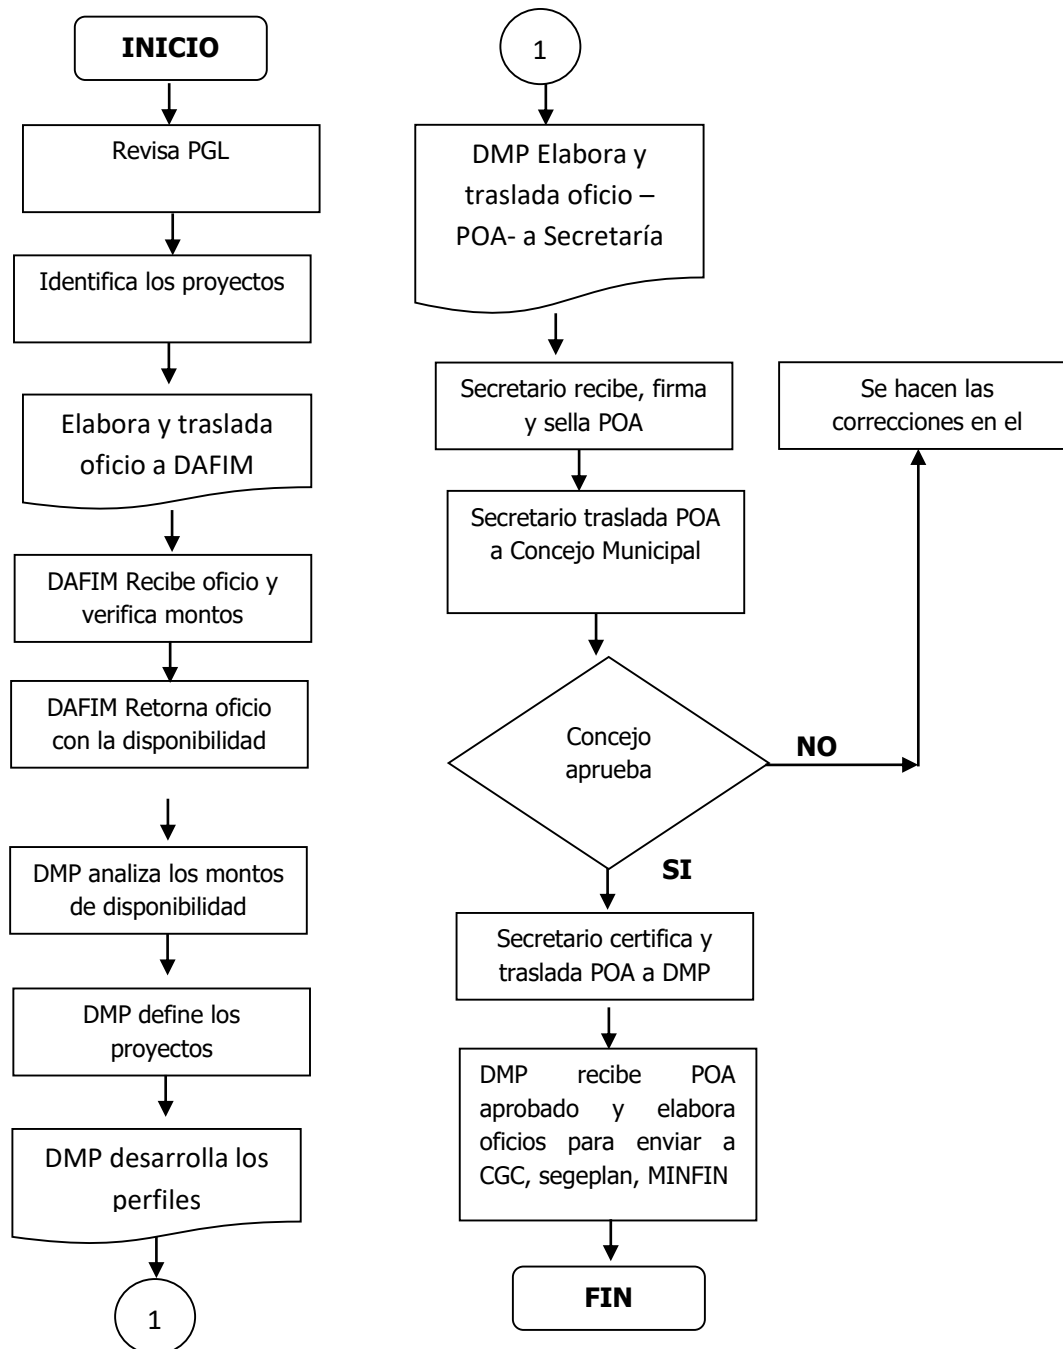 INICIO
Revisa PGL
Identifica los proyectos
Elabora y traslada
oficio a DAFIM
DAFIM Recibe oficio y
verifica montos
DAFIM Retorna oficio
con la disponibilidad
DMP analiza los montos
de disponibilidad
DMP define los
proyectos
DMP desarrolla los
perfiles
1
1
DMP Elabora y
traslada oficio –
POA- a Secretaría
Secretario recibe, firma
y sella POA
Secretario traslada POA
a Concejo Municipal
Concejo
aprueba
NO
Se hacen las
correcciones en el
SI
Secretario certifica y
traslada POA a DMP
DMP recibe POA
aprobado y elabora
oficios para enviar a
CGC, segeplan, MINFIN
FIN